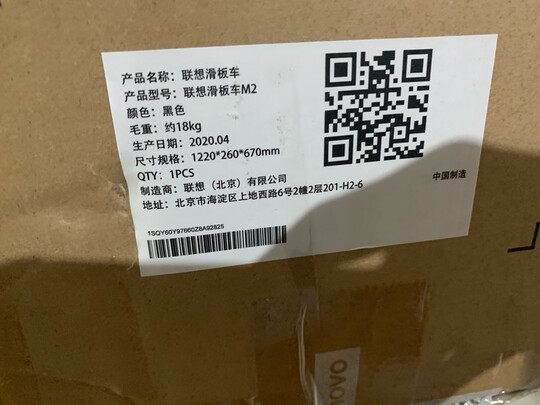 产品名称：联想滑板车
产品型号：联想滑板车M2
颜色：黑色
毛重：约18kg
生产日期：2020.04
尺寸规格：1220*260*670mm
QTY：1PCS
制造商：联想（北京）有限公司
地址：北京市海淀区上地西路6号2幢2层201-H2-6
中国制造
1SQY60Y97660Z8A92825
novo